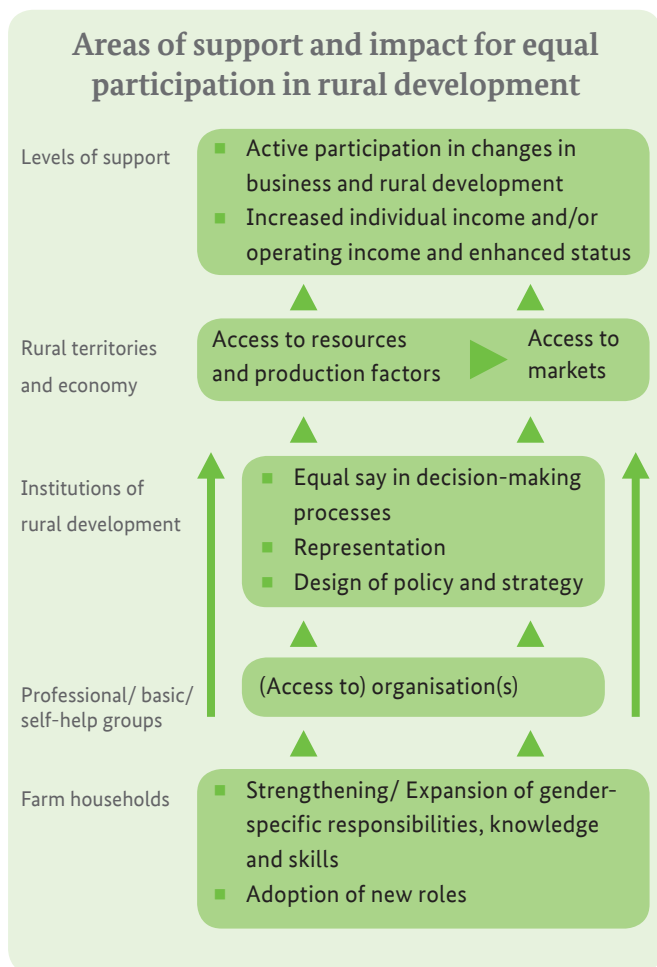 Areas of support and impact for equal
participation in rural development
Levels of support
■ Active participation in changes in
business and rural development
■ Increased individual income and/or
operating income and enhanced status
Rural territories
and economy
Access to resources
and production factors
Access to
markets
Institutions of
rural development
■ Equal say in decision-making
processes
■ Representation
■ Design of policy and strategy
Professional/ basic/
self-help groups
(Access to) organisation(s)
Farm households
■ Strengthening/ Expansion of gender-
specific responsibilities, knowledge
and skills
■ Adoption of new roles